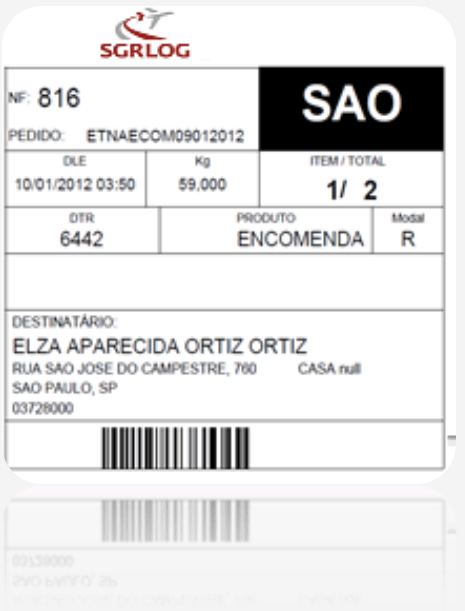 SGRLOG
NF: 816
SAO
PEDIDO: ETNAECOM09012012
DLE Kg ITEM / TOTAL
10/01/2012 03:50 59,000 1/ 2
DTR PRODUTO Modal
6442 ENCOMENDA R
DESTINATÁRIO:
ELZA APARECIDA ORTIZ ORTIZ
RUA SAO JOSE DO CAMPESTRE, 760 CASA null
SAO PAULO, SP
03728000